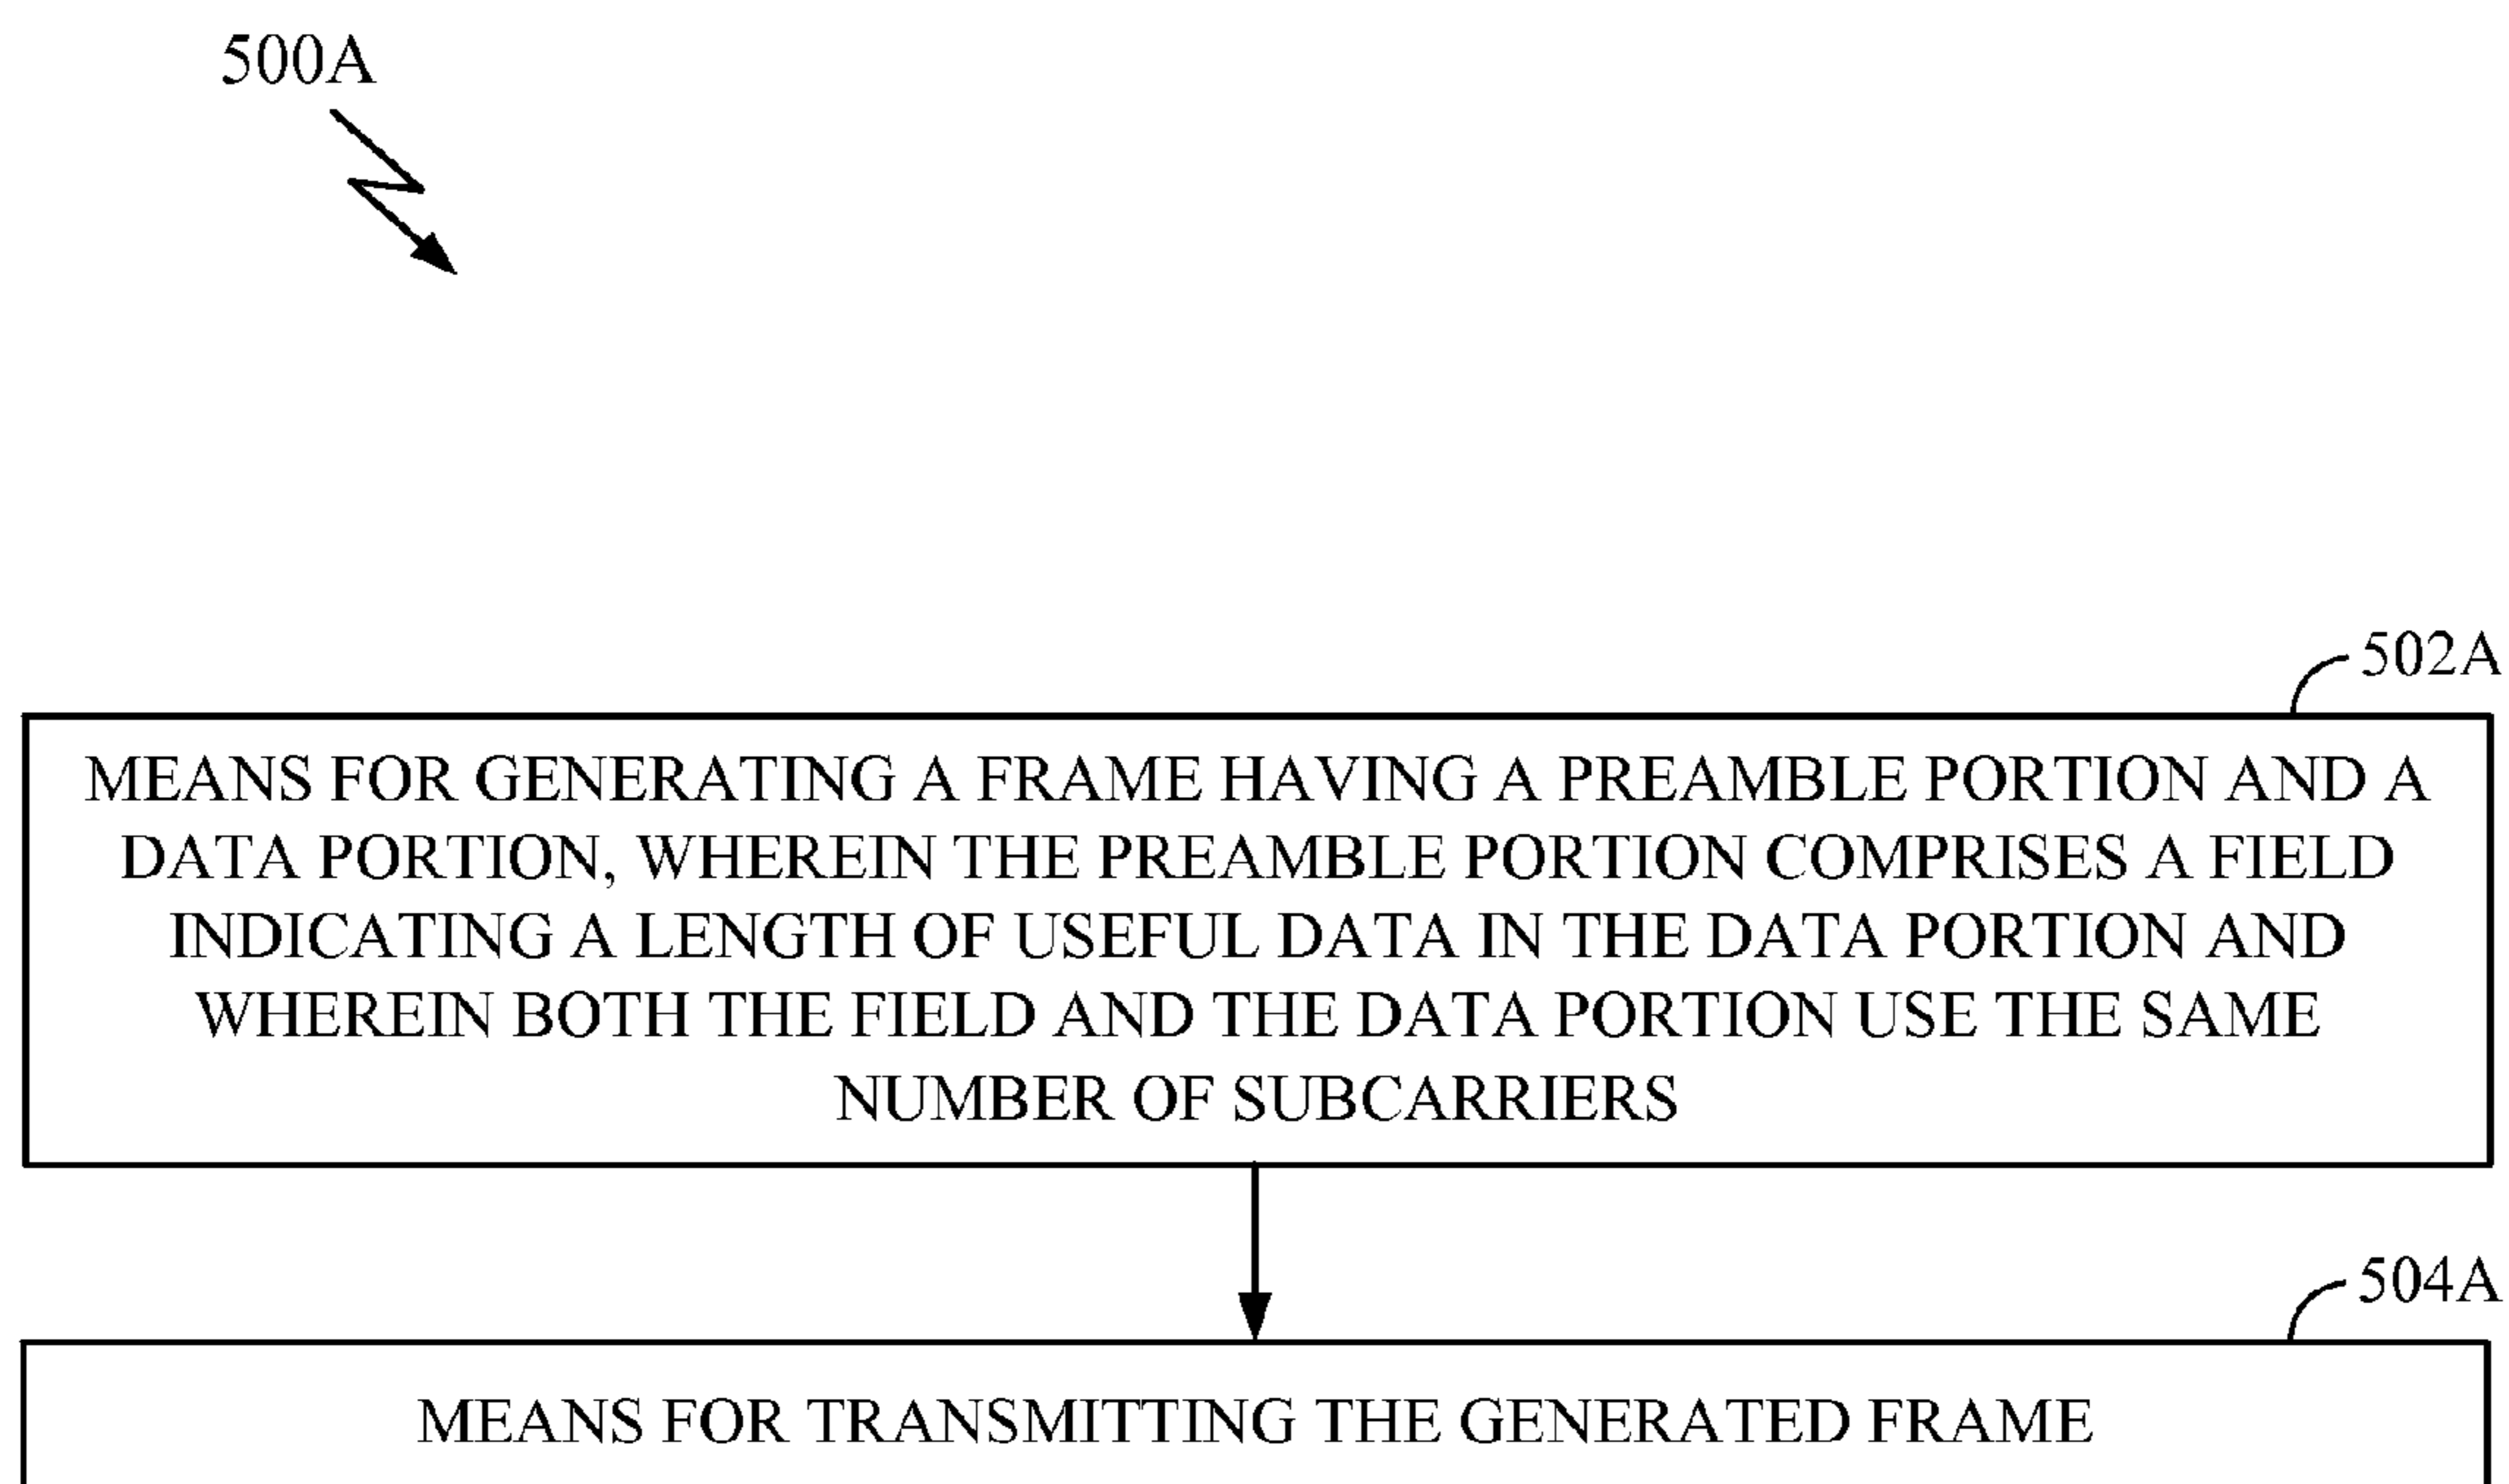 500A
502A
MEANS FOR GENERATING A FRAME HAVING A PREAMBLE PORTION AND A
DATA PORTION, WHEREIN THE PREAMBLE PORTION COMPRISES A FIELD
INDICATING A LENGTH OF USEFUL DATA IN THE DATA PORTION AND
WHEREIN BOTH THE FIELD AND THE DATA PORTION USE THE SAME
NUMBER OF SUBCARRIERS
504A
MEANS FOR TRANSMITTING THE GENERATED FRAME